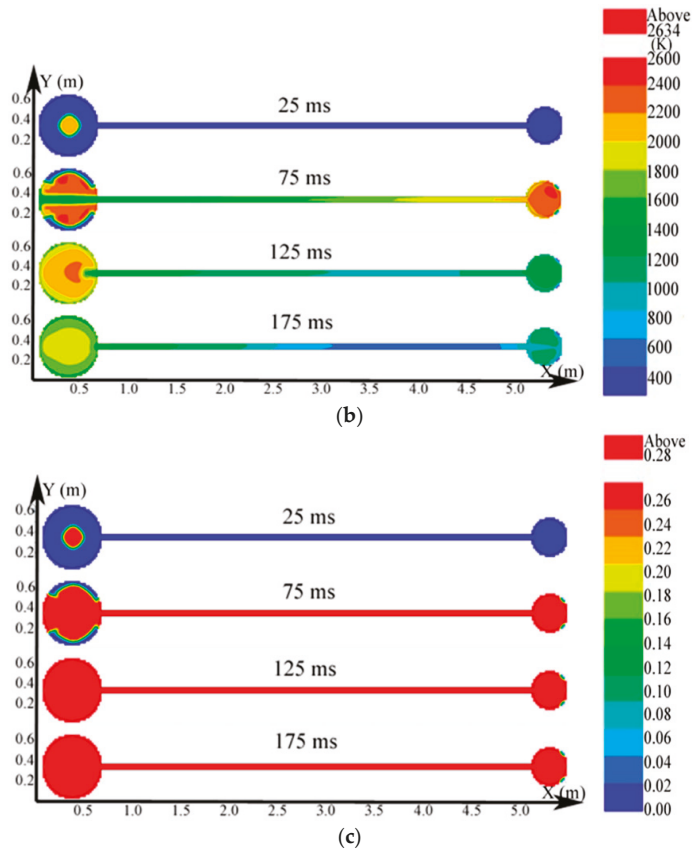 Above
2634
(K)
2600
2400
2200
2000
1800
1600
1400
1200
1000
800
600
400
Y (m)
0.6
0.4
0.2
25 ms
0.6
0.4
0.2
75 ms
0.6
0.4
0.2
125 ms
0.6
0.4
0.2
175 ms
X (m)
0.5 1.0 1.5 2.0 2.5 3.0 3.5 4.0 4.5 5.0
(b)
Above
0.28
0.26
0.24
0.22
0.20
0.18
0.16
0.14
0.12
0.10
0.08
0.06
0.04
0.02
0.00
Y (m)
0.6
0.4
0.2
25 ms
0.6
0.4
0.2
75 ms
0.6
0.4
0.2
125 ms
0.6
0.4
0.2
175 ms
X (m)
0.5 1.0 1.5 2.0 2.5 3.0 3.5 4.0 4.5 5.0
(c)